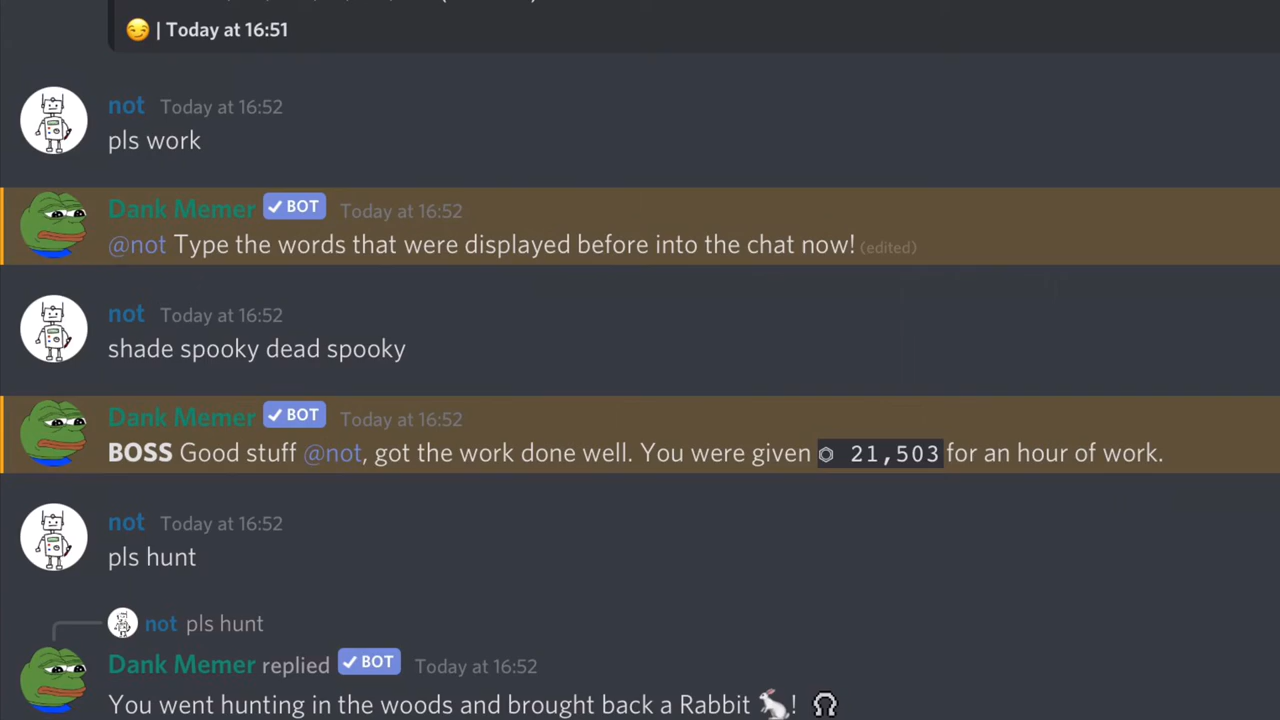 | Today at 16:51
not Today at 16:52
pls work
Dank Memer BOT Today at 16:52
@not Type the words that were displayed before into the chat now! (edited)
not Today at 16:52
shade spooky dead spooky
Dank Memer BOT Today at 16:52
BOSS Good stuff @not, got the work done well. You were given 21,503 for an hour of work.
not Today at 16:52
pls hunt
not pls hunt
Dank Memer replied BOT Today at 16:52
You went hunting in the woods and brought back a Rabbit 🐇!